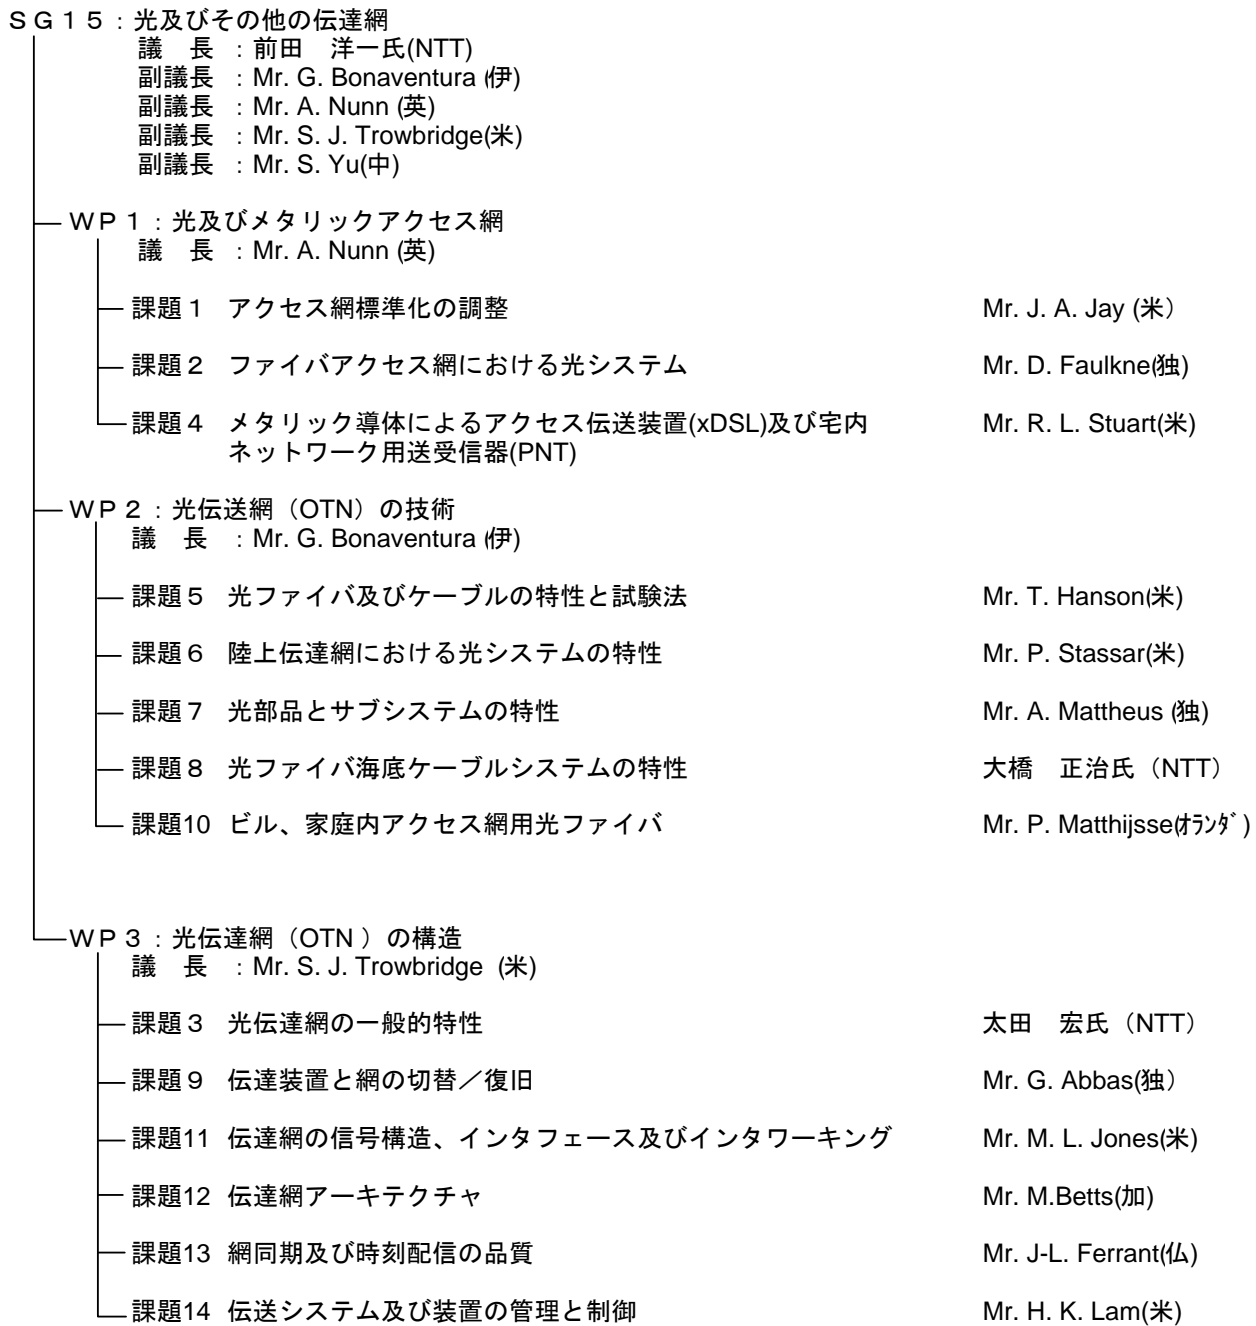 ＳＧ１５：光及びその他の伝達網
議　長　：前田　洋一氏(NTT)
副議長　：Mr. G. Bonaventura (伊)
副議長　：Mr. A. Nunn (英)
副議長　：Mr. S. J. Trowbridge(米)
副議長　：Mr. S. Yu(中)
ＷＰ１：光及びメタリックアクセス網
議　長　：Mr. A. Nunn (英)
課題１　アクセス網標準化の調整　Mr. J. A. Jay (米）
課題２　ファイバアクセス網における光システム　Mr. D. Faulkne(独)
課題４　メタリック導体によるアクセス伝送装置(xDSL)及び宅内　Mr. R. L. Stuart(米)
ネットワーク用送受信器(PNT)
ＷＰ２：光伝送網（OTN）の技術
議　長　：Mr. G. Bonaventura (伊)
課題５　光ファイバ及びケーブルの特性と試験法　Mr. T. Hanson(米)
課題６　陸上伝達網における光システムの特性　Mr. P. Stassar(米)
課題７　光部品とサブシステムの特性　Mr. A. Mattheus (独)
課題８　光ファイバ海底ケーブルシステムの特性　大橋　正治氏（NTT）
課題10　ビル、家庭内アクセス網用光ファイバ　Mr. P. Matthijsse(ｵﾗﾝﾀﾞ)
ＷＰ３：光伝達網（OTN ）の構造
議　長　：Mr. S. J. Trowbridge (米)
課題３　光伝達網の一般的特性　太田　宏氏（NTT）
課題９　伝達装置と網の切替／復旧　Mr. G. Abbas(独）
課題11　伝達網の信号構造、インタフェース及びインタワーキング　Mr. M. L. Jones(米)
課題12　伝達網アーキテクチャ　Mr. M.Betts(加)
課題13　網同期及び時刻配信の品質　Mr. J-L. Ferrant(仏)
課題14　伝送システム及び装置の管理と制御　Mr. H. K. Lam(米)